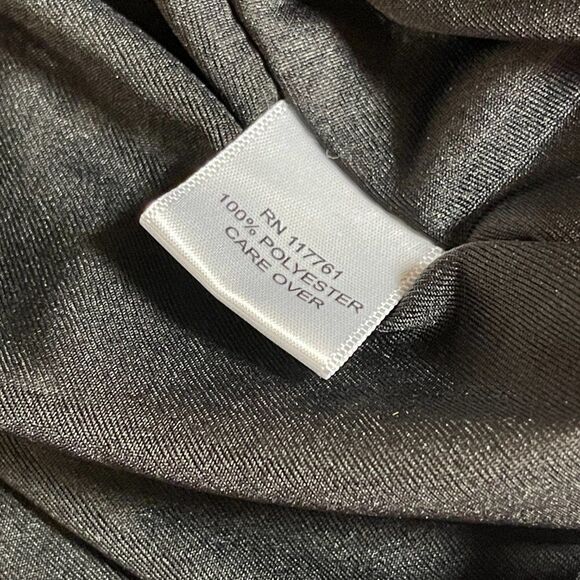 RN 117761
100% POLYESTER
CARE OVER